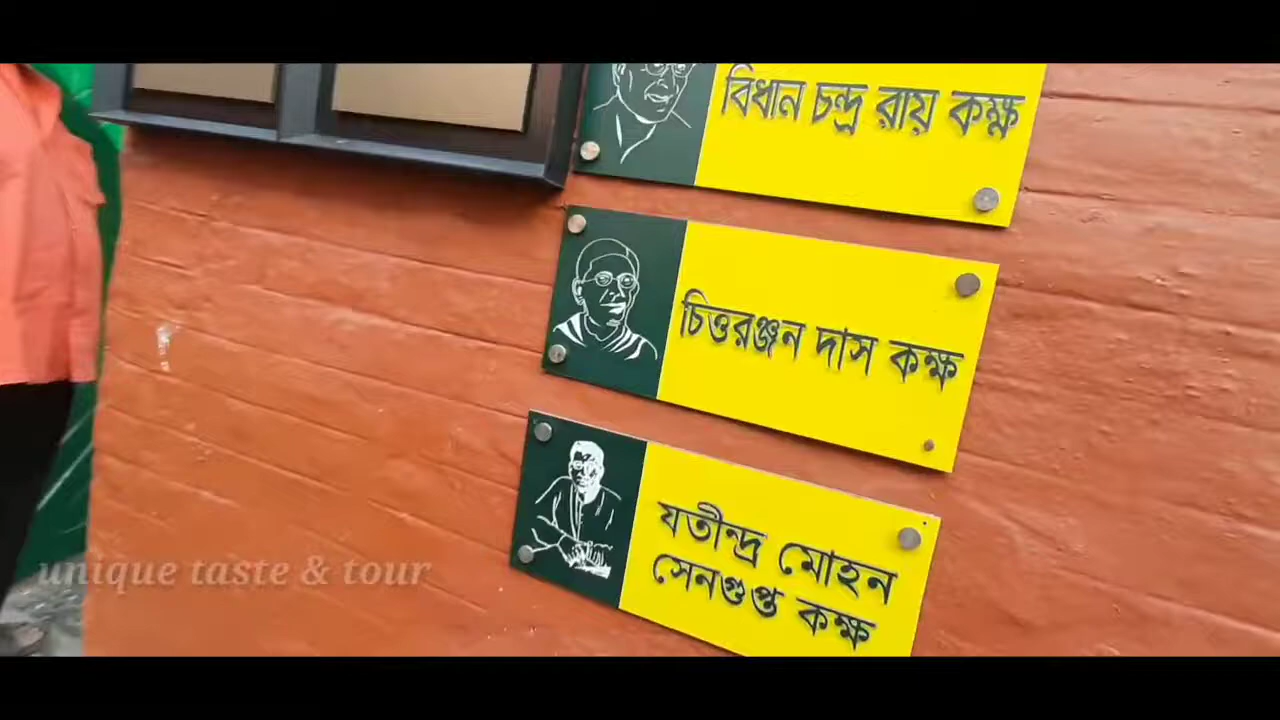 বিধান চন্দ্র রায় কক্ষ
চিত্তরঞ্জন দাস কক্ষ
যতীন্দ্র মোহন
সেনগুপ্ত কক্ষ
unique taste & tour